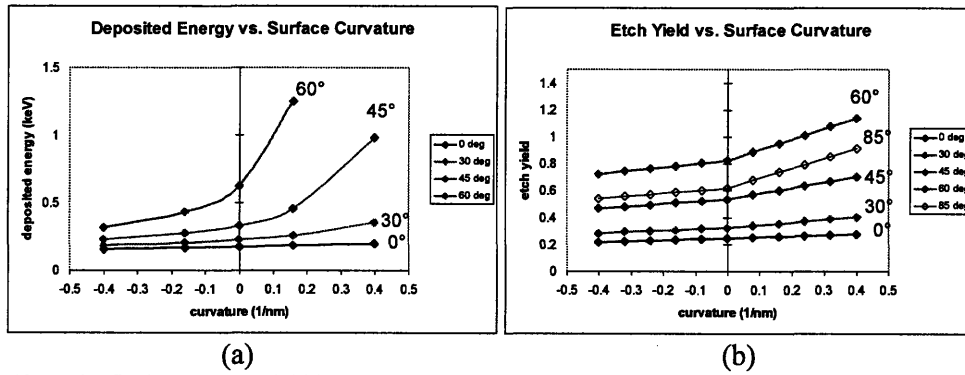 Deposited Energy vs. Surface Curvature
deposited energy (keV)
1.5
1
0.5
0
-0.5 -0.4 -0.3 -0.2 -0.1 0 0.1 0.2 0.3 0.4 0.5
curvature (1/nm)
60°
45°
30°
0°
0 deg
30 deg
45 deg
60 deg
(a)
Etch Yield vs. Surface Curvature
etch yield
1.4
1.2
1
0.8
0.6
0.4
0.2
0
-0.5 -0.4 -0.3 -0.2 -0.1 0 0.1 0.2 0.3 0.4 0.5
curvature (1/nm)
60°
85°
45°
30°
0°
0 deg
30 deg
45 deg
60 deg
85 deg
(b)